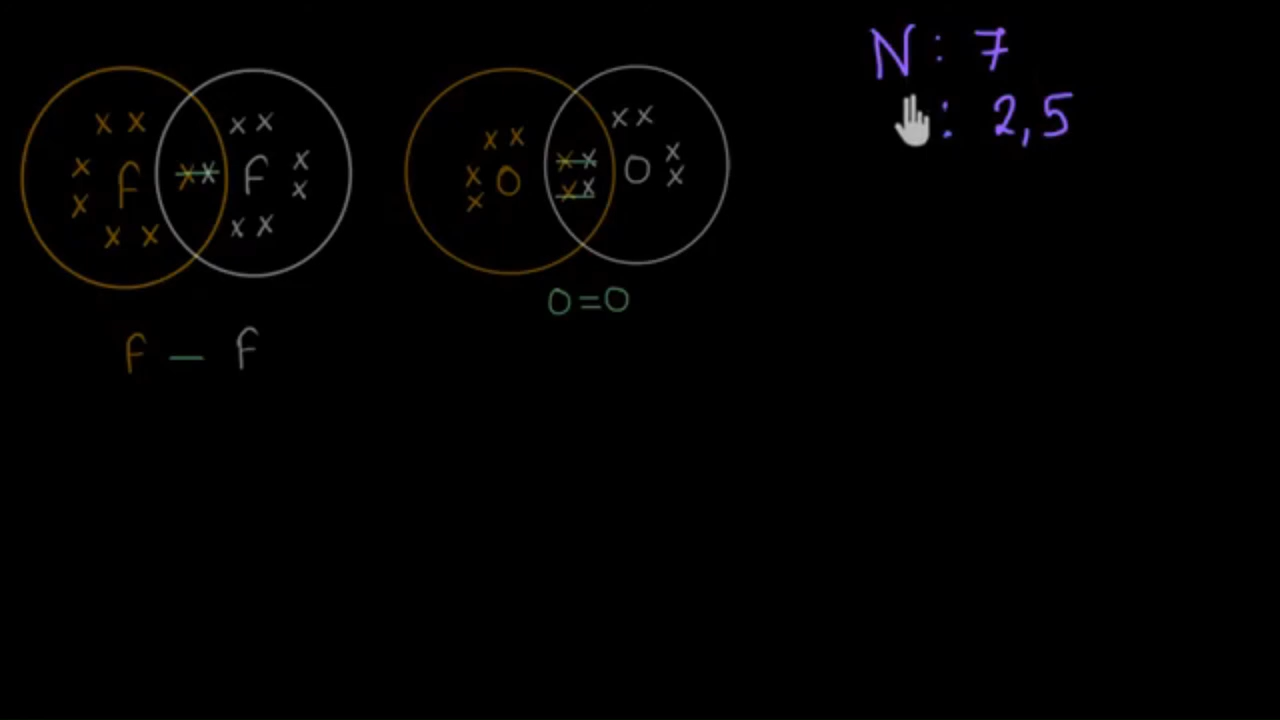 N: 7
: 2,5
F F
O O
O=O
F — F